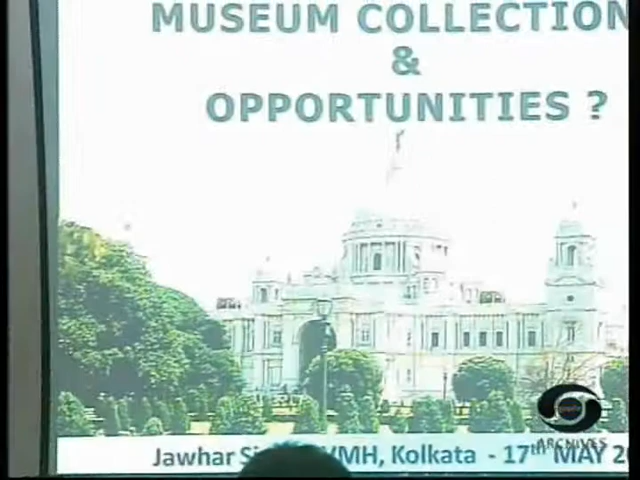 MUSEUM COLLECTION
&
OPPORTUNITIES ?
Jawhar VMH, Kolkata - 17th MAY
ARCHIVES